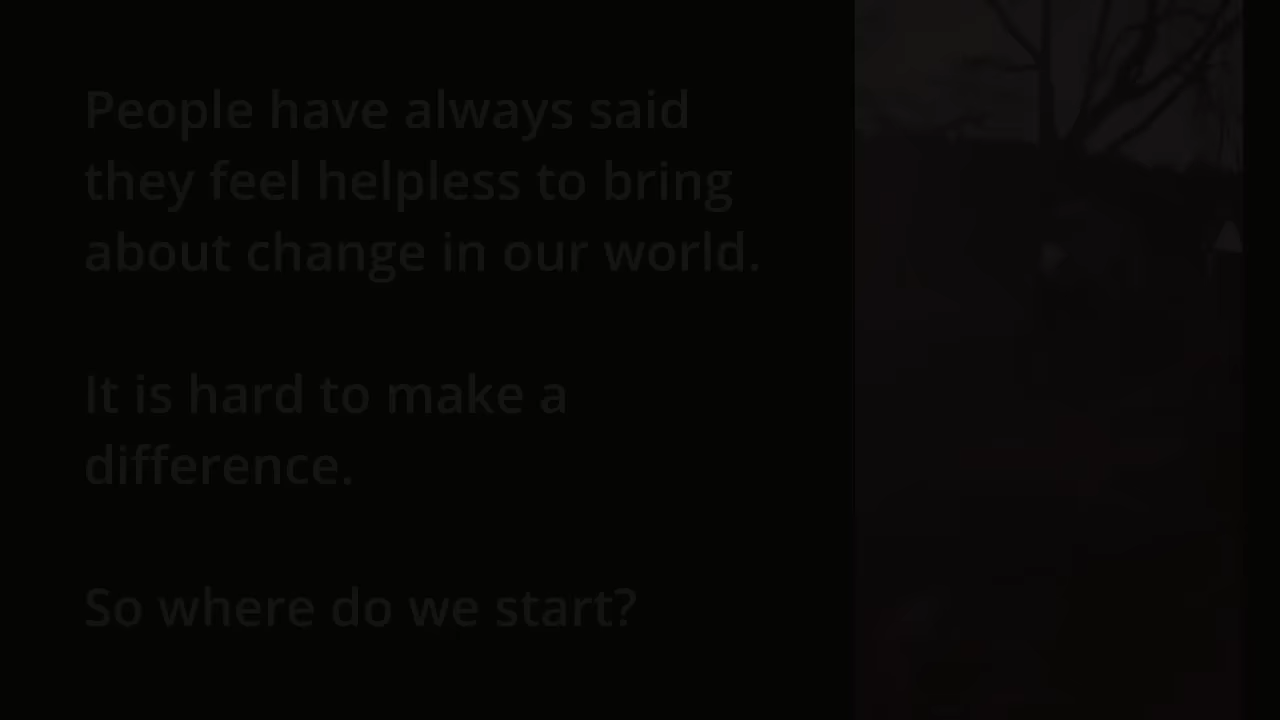 People have always said
they feel helpless to bring
about change in our world.
It is hard to make a
difference.
So where do we start?